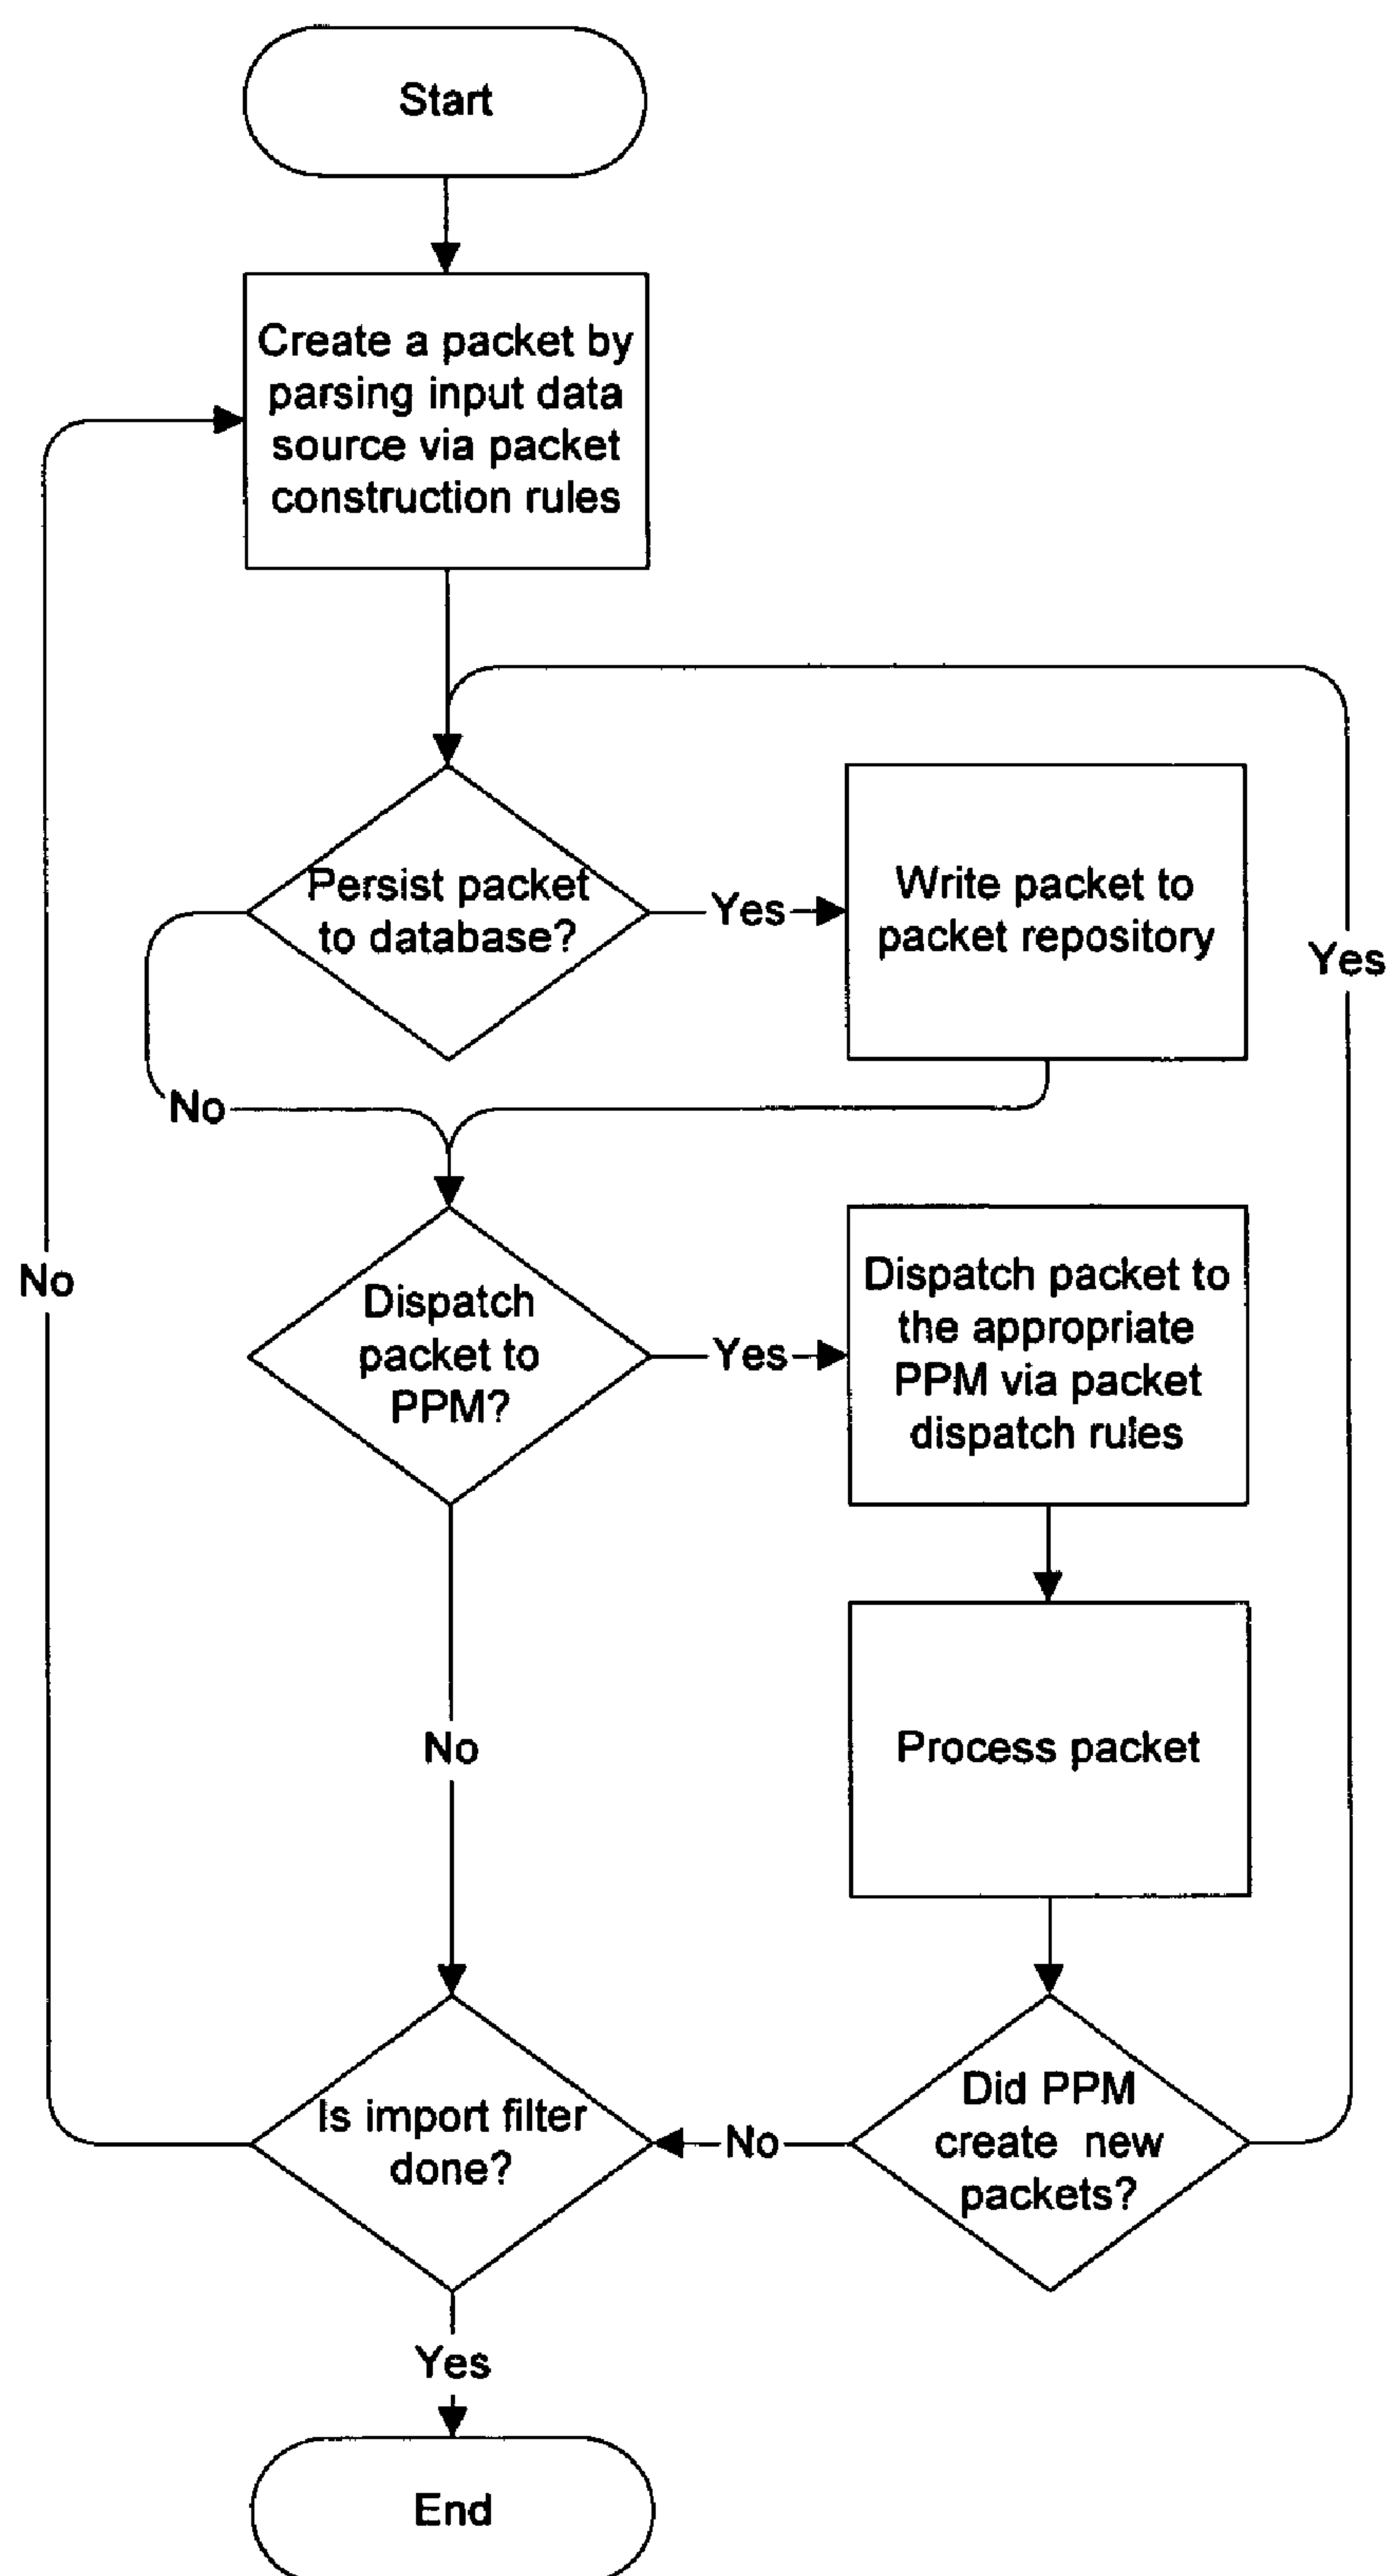 Start
Create a packet by
parsing input data
source via packet
construction rules
Persist packet
to database?
Yes
Write packet to
packet repository
Yes
No
Dispatch
packet to
PPM?
Yes
Dispatch packet to
the appropriate
PPM via packet
dispatch rules
No
No
Process packet
Is import filter
done?
No
Did PPM
create new
packets?
Yes
End